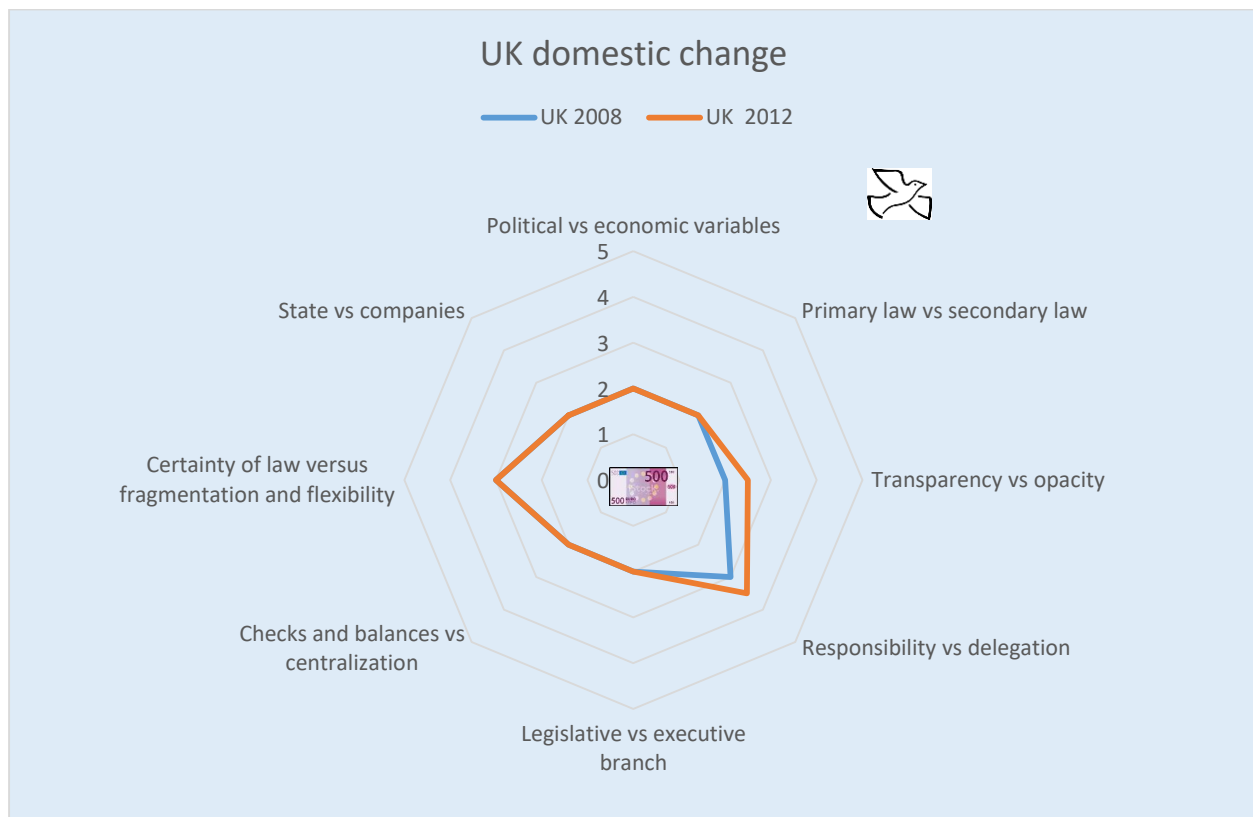 UK domestic change
UK 2008
UK 2012
Political vs economic variables
5
4
3
2
1
0
State vs companies
Primary law vs secondary law
Certainty of law versus
fragmentation and flexibility
Transparency vs opacity
500
500
Checks and balances vs
centralization
Responsibility vs delegation
Legislative vs executive
branch